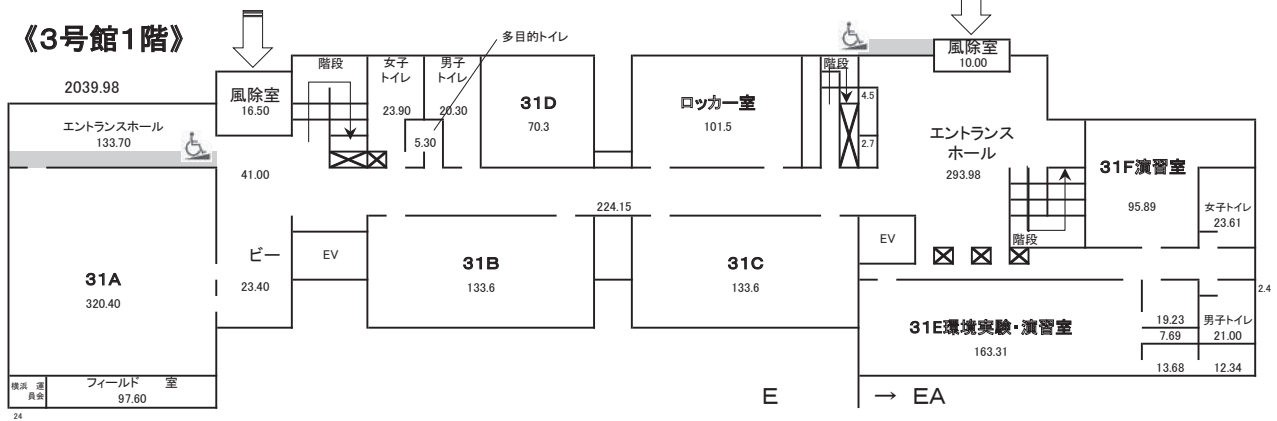 《3号館1階》
2039.98
エントランスホール
133.70
風除室
16.50
41.00
階段
女子
トイレ
23.90
男子
トイレ
20.30
多目的トイレ
5.30
31D
70.3
ロッカー室
101.5
階段
4.5
2.7
風除室
10.00
エントランス
ホール
293.98
31F演習室
95.89
女子トイレ
23.61
224.15
31A
320.40
ビー
23.40
EV
31B
133.6
31C
133.6
EV
階段
31E環境実験・演習室
163.31
19.23
7.69
13.68
男子トイレ
21.00
12.34
2.4
横浜 運
員会
フィールド 室
97.60
24
E → EA